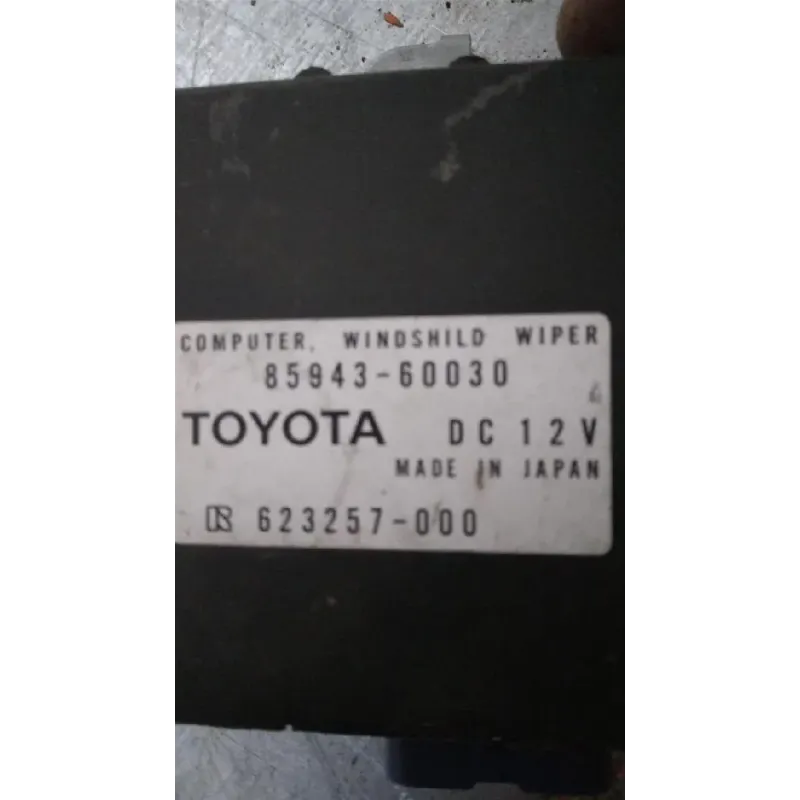 COMPUTER, WINDSHILD WIPER
85943-60030
TOYOTA DC 12V
MADE IN JAPAN
623257-000